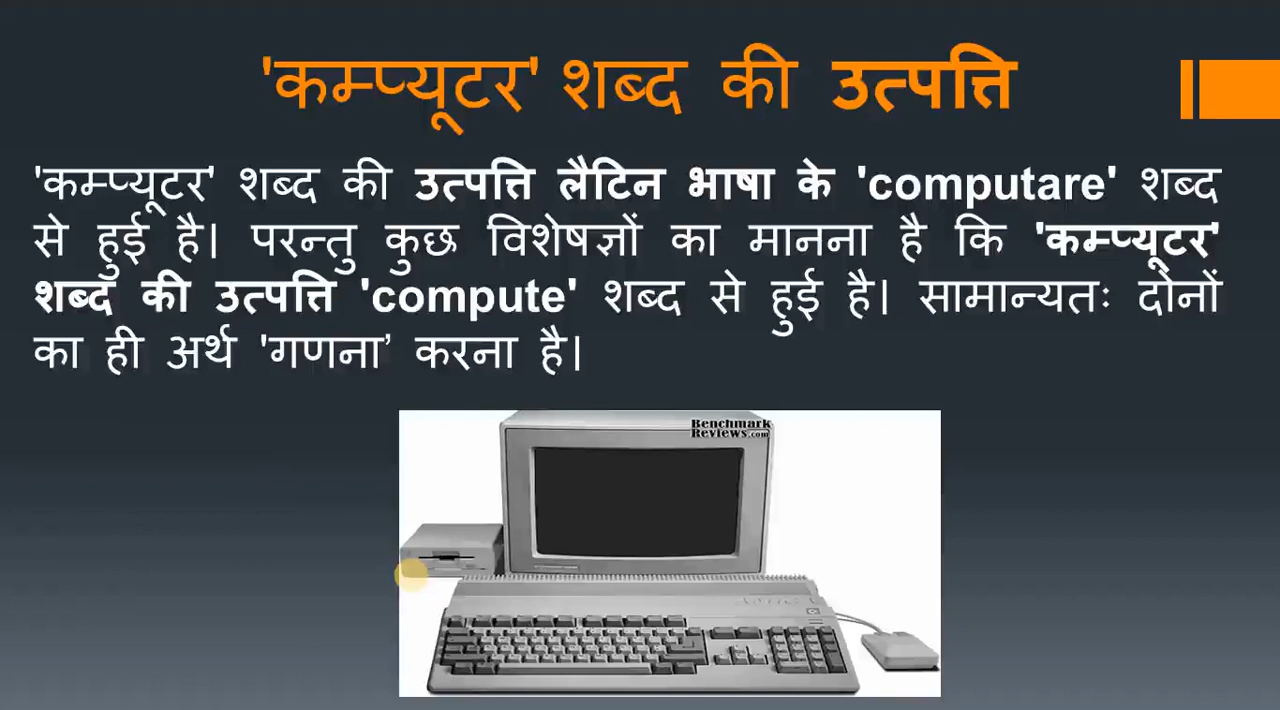 'कम्प्यूटर' शब्द की उत्पत्ति
'कम्प्यूटर' शब्द की उत्पत्ति लैटिन भाषा के 'computare' शब्द
से हुई है। परन्तु कुछ विशेषज्ञों का मानना है कि 'कम्प्यूटर'
शब्द की उत्पत्ति 'compute' शब्द से हुई है। सामान्यतः दोनों
का ही अर्थ 'गणना’ करना है।
Benchmark
Reviews.com